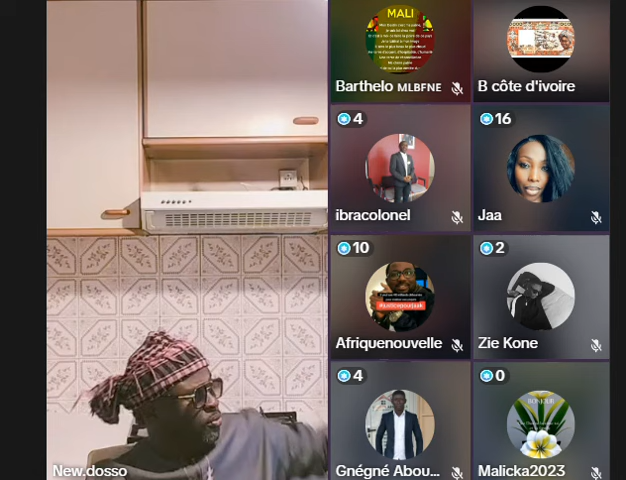 MALI
Barthelo MLBFNE
B côte d'ivoire
4
16
ibracolonel
Jaa
10
2
Afriquenouvelle
Zie Kone
4
0
BONJOUR
New.dosso
Gnégné Abou...
Malicka2023